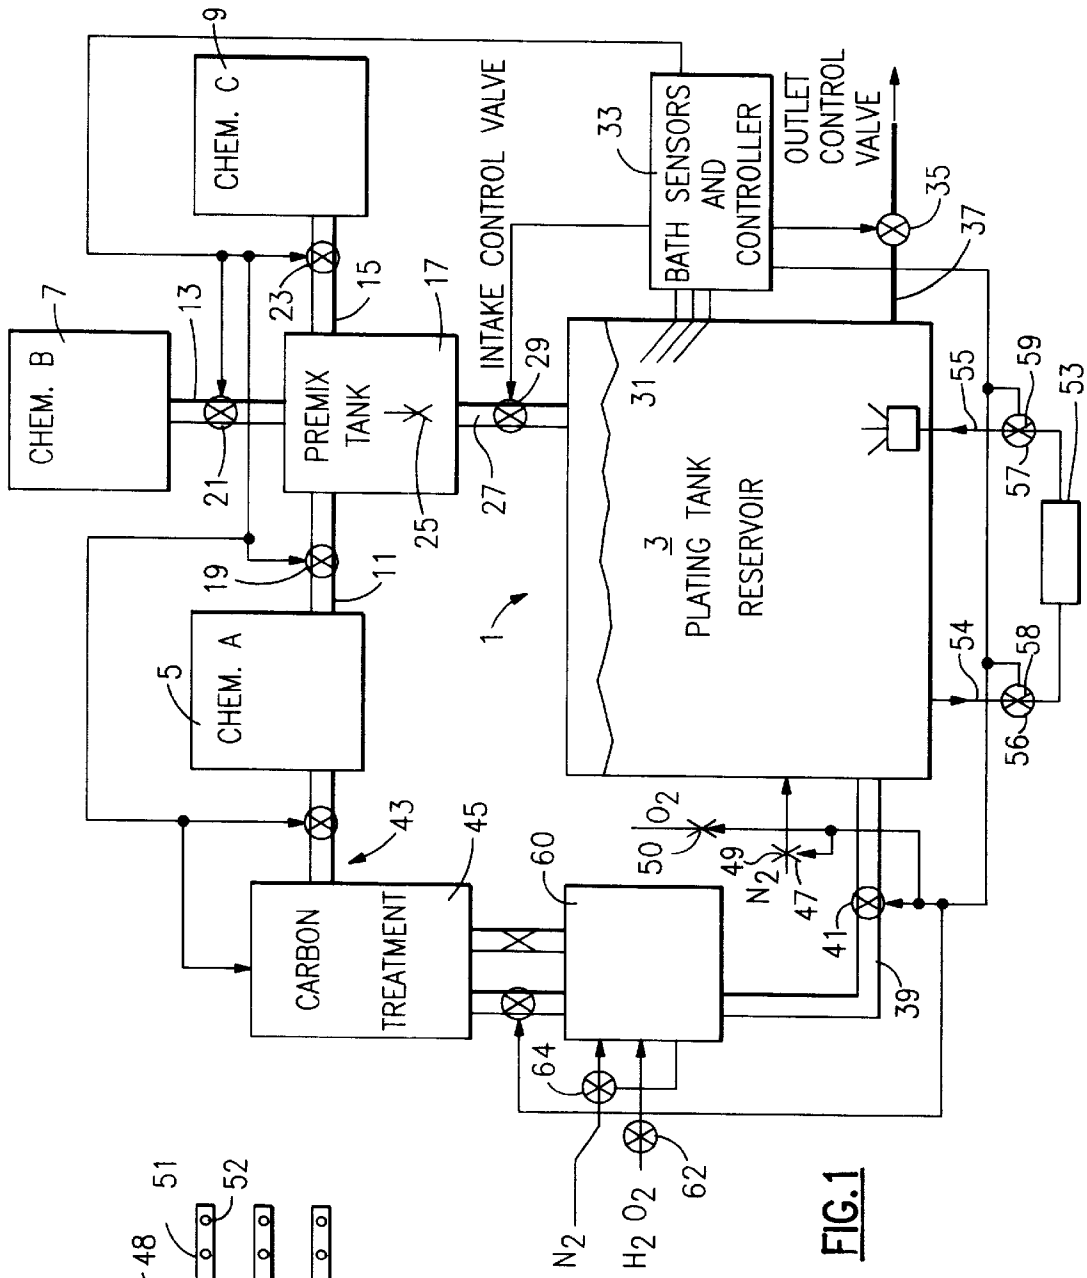 9
CHEM. C
7
CHEM. B
13
21
23
15
PREMIX
TANK
17
25
INTAKE CONTROL VALVE
27
29
19
11
5
CHEM. A
43
CARBON
TREATMENT
45
33
BATH SENSORS
AND
CONTROLLER
OUTLET
CONTROL
VALVE
35
37
31
1
3
PLATING TANK
RESERVOIR
55
59
57
53
54
58
56
50
O2
49
N2
47
41
39
60
64
N2
H2 O2
62
51
52
48
FIG.1